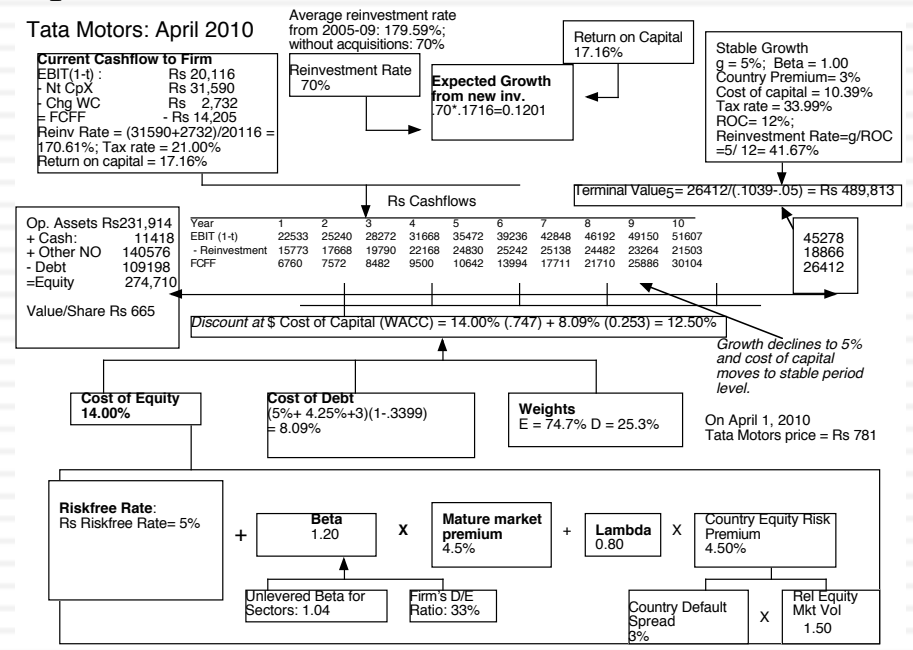 Tata Motors: April 2010
Average reinvestment rate
from 2005-09: 179.59%;
without acquisitions: 70%
Current Cashflow to Firm
EBIT(1-t) : Rs 20,116
- Nt CpX Rs 31,590
- Chg WC Rs 2,732
= FCFF - Rs 14,205
Reinv Rate = (31590+2732)/20116 =
170.61%; Tax rate = 21.00%
Return on capital = 17.16%
Reinvestment Rate
70%
Expected Growth
from new inv.
.70*.1716=0.1201
Return on Capital
17.16%
Stable Growth
g = 5%; Beta = 1.00
Country Premium= 3%
Cost of capital = 10.39%
Tax rate = 33.99%
ROC= 12%;
Reinvestment Rate=g/ROC
=5/ 12= 41.67%
Terminal Value5= 26412/(.1039-.05) = Rs 489,813
Rs Cashflows
Op. Assets Rs231,914
+ Cash: 11418
+ Other NO 140576
- Debt 109198
=Equity 274,710
Value/Share Rs 665
Year 1 2 3 4 5 6 7 8 9 10
EBIT (1-t) 22533 25240 28272 31668 35472 39236 42848 46192 49150 51607
- Reinvestment 15773 17668 19790 22168 24830 25242 25138 24482 23264 21503
FCFF 6760 7572 8482 9500 10642 13994 17711 21710 25886 30104
45278
18866
26412
Discount at $ Cost of Capital (WACC) = 14.00% (.747) + 8.09% (0.253) = 12.50%
Growth declines to 5%
and cost of capital
moves to stable period
level.
Cost of Equity
14.00%
Cost of Debt
(5%+ 4.25%+3)(1-.3399)
= 8.09%
Weights
E = 74.7% D = 25.3%
On April 1, 2010
Tata Motors price = Rs 781
Riskfree Rate:
Rs Riskfree Rate= 5%
+
Beta
1.20
X
Mature market
premium
4.5%
+
Lambda
0.80
X
Country Equity Risk
Premium
4.50%
Unlevered Beta for
Sectors: 1.04
Firm's D/E
Ratio: 33%
Country Default
Spread
3%
X
Rel Equity
Mkt Vol
1.50